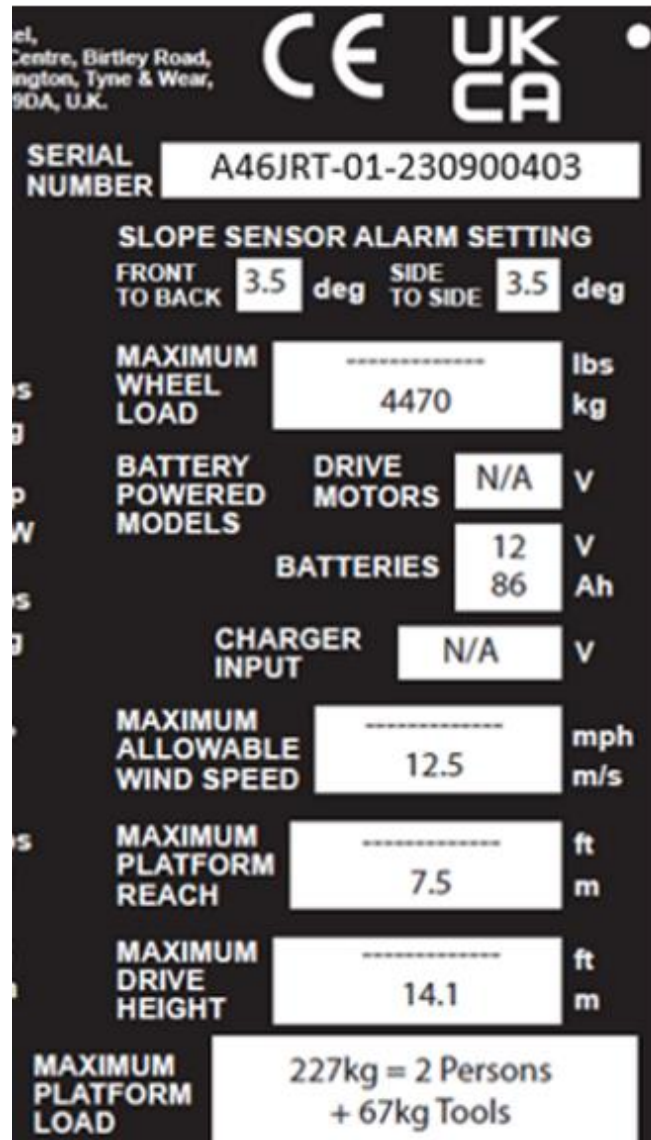 el,
Centre, Birtley Road,
ington, Tyne & Wear,
9DA, U.K.
CE UK CA
SERIAL NUMBER A46JRT-01-230900403
SLOPE SENSOR ALARM SETTING
FRONT TO BACK 3.5 deg SIDE TO SIDE 3.5 deg
MAXIMUM WHEEL LOAD ------------- lbs
4470 kg
BATTERY POWERED MODELS DRIVE MOTORS N/A V
BATTERIES 12 V
86 Ah
CHARGER INPUT N/A V
MAXIMUM ALLOWABLE WIND SPEED ------------- mph
12.5 m/s
MAXIMUM PLATFORM REACH ------------- ft
7.5 m
MAXIMUM DRIVE HEIGHT ------------- ft
14.1 m
MAXIMUM PLATFORM LOAD 227kg = 2 Persons
+ 67kg Tools